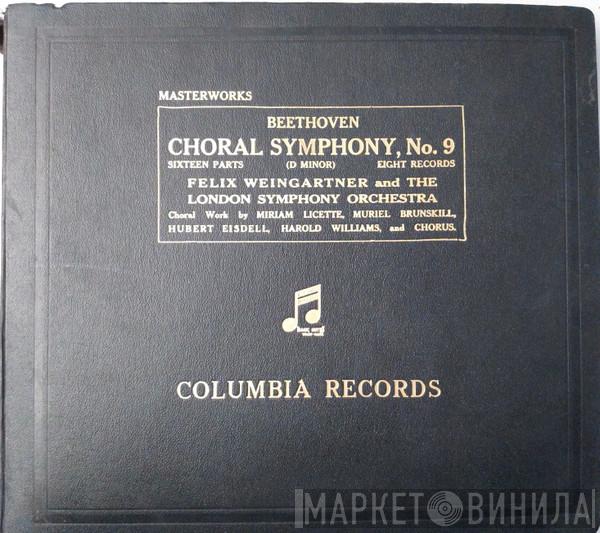 MASTERWORKS
BEETHOVEN
CHORAL SYMPHONY, No. 9
SIXTEEN PARTS (D MINOR) EIGHT RECORDS
FELIX WEINGARTNER and THE
LONDON SYMPHONY ORCHESTRA
Choral Work by MIRIAM LICETTE, MURIEL BRUNSKILL,
HUBERT EISDELL, HAROLD WILLIAMS, and CHORUS.
COLUMBIA RECORDS
МАРКЕТ ВИНИЛА